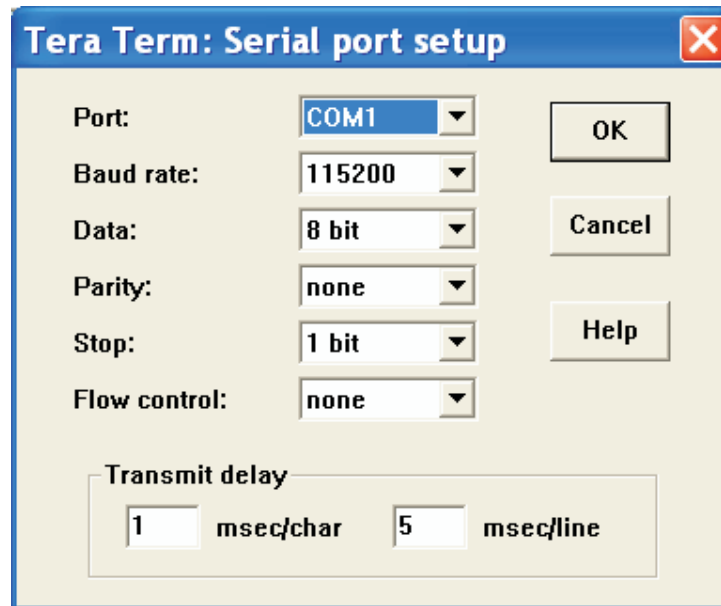 Tera Term: Serial port setup
Port: COM1 OK
Baud rate: 115200
Data: 8 bit Cancel
Parity: none
Stop: 1 bit Help
Flow control: none
Transmit delay
1 msec/char 5 msec/line